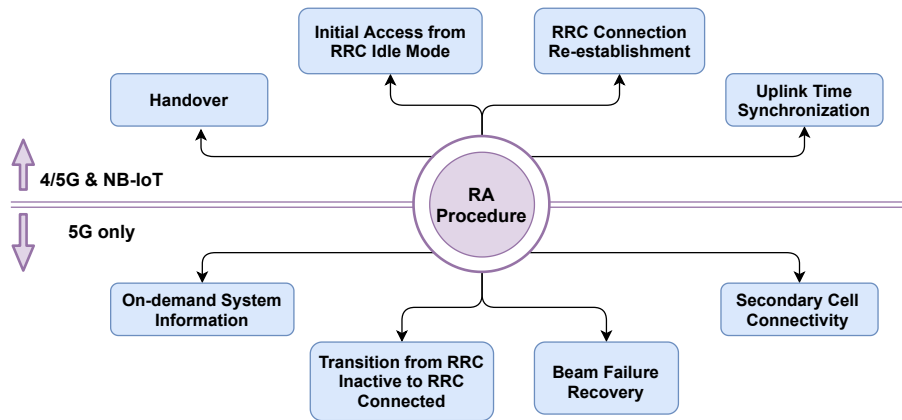 Initial Access from
RRC Idle Mode
RRC Connection
Re-establishment
Handover
Uplink Time
Synchronization
4/5G & NB-IoT
RA
Procedure
5G only
On-demand System
Information
Secondary Cell
Connectivity
Transition from RRC
Inactive to RRC
Connected
Beam Failure
Recovery